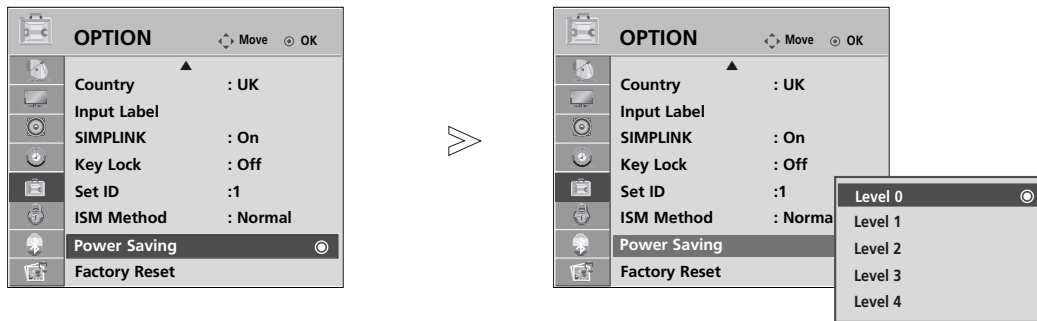 OPTION Move OK
Country : UK
Input Label
SIMPLINK : On
Key Lock : Off
Set ID :1
ISM Method : Normal
Power Saving
Factory Reset
OPTION Move OK
Country : UK
Input Label
SIMPLINK : On
Key Lock : Off
Set ID :1
ISM Method : Norma
Power Saving
Factory Reset
Level 0
Level 1
Level 2
Level 3
Level 4